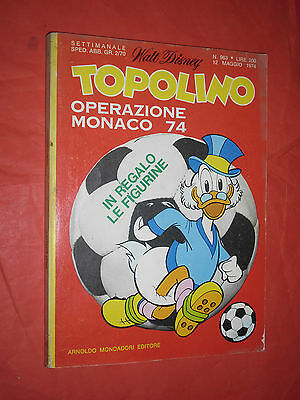 SETTIMANALE
SPED. ABB. GR. 2/70
Walt Disney
N. 963 • LIRE 200
12 MAGGIO 1974
TOPOLINO
OPERAZIONE
MONACO 74
IN REGALO
LE FIGURINE
ARNOLDO MONDADORI EDITORE